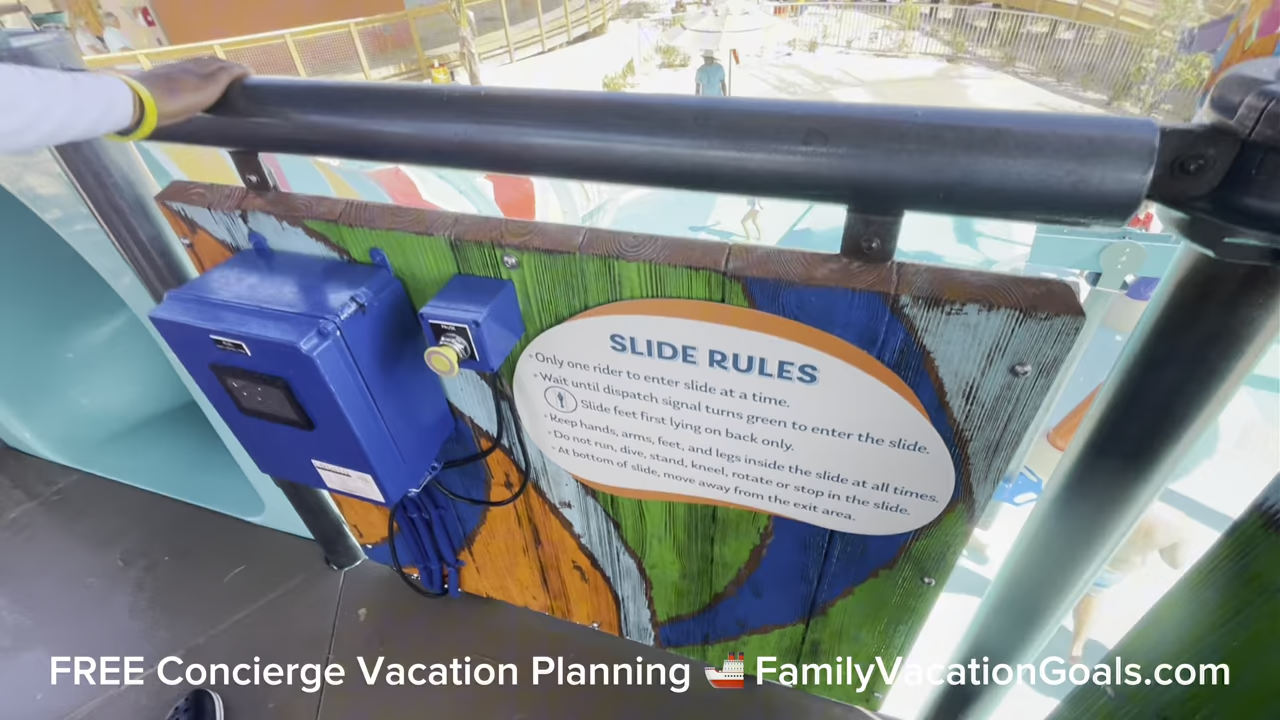 SLIDE RULES
• Only one rider to enter slide at a time.
• Wait until dispatch signal turns green to enter the slide.
Slide feet first lying on back only.
• Keep hands, arms, feet, and legs inside the slide at all times.
• Do not run, dive, stand, kneel, rotate or stop in the slide.
• At bottom of slide, move away from the exit area.
FREE Concierge Vacation Planning 🚢 FamilyVacationGoals.com